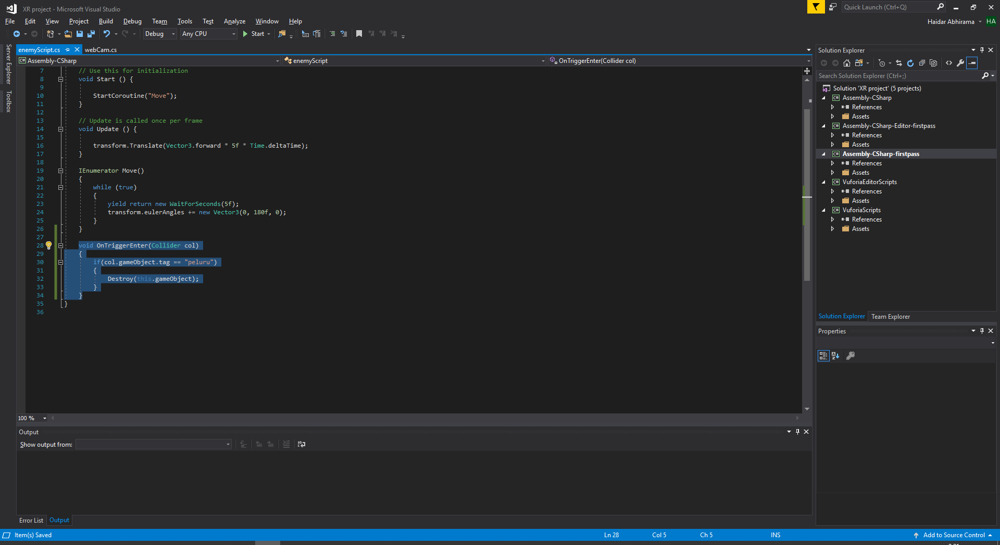 XR project - Microsoft Visual Studio
Quick Launch (Ctrl+Q)
File Edit View Project Build Debug Team Tools Test Analyze Window Help
Haidar Abhirama HA
Debug Any CPU Start
Server Explorer
Toolbox
enemyScript.cs webCam.cs
Assembly-CSharp enemyScript OnTriggerEnter(Collider col)
7 // Use this for initialization
8 void Start () {
9
10 StartCoroutine("Move");
11 }
12
13 // Update is called once per frame
14 void Update () {
15
16 transform.Translate(Vector3.forward * 5f * Time.deltaTime);
17 }
18
19 IEnumerator Move()
20 {
21 while (true)
22 {
23 yield return new WaitForSeconds(5f);
24 transform.eulerAngles += new Vector3(0, 180f, 0);
25 }
26 }
27
28 void OnTriggerEnter(Collider col)
29 {
30 if(col.gameObject.tag == "peluru")
31 {
32 Destroy(this.gameObject);
33 }
34 }
35 }
36
100 %
Output
Show output from:
Error List Output
Solution Explorer
Search Solution Explorer (Ctrl+;)
Solution 'XR project' (5 projects)
C# Assembly-CSharp
References
Assets
C# Assembly-CSharp-Editor-firstpass
References
Assets
C# Assembly-CSharp-firstpass
References
Assets
C# VuforiaEditorScripts
References
Assets
C# VuforiaScripts
References
Assets
Solution Explorer Team Explorer
Properties
Item(s) Saved Ln 28 Col 5 Ch 5 INS Add to Source Control